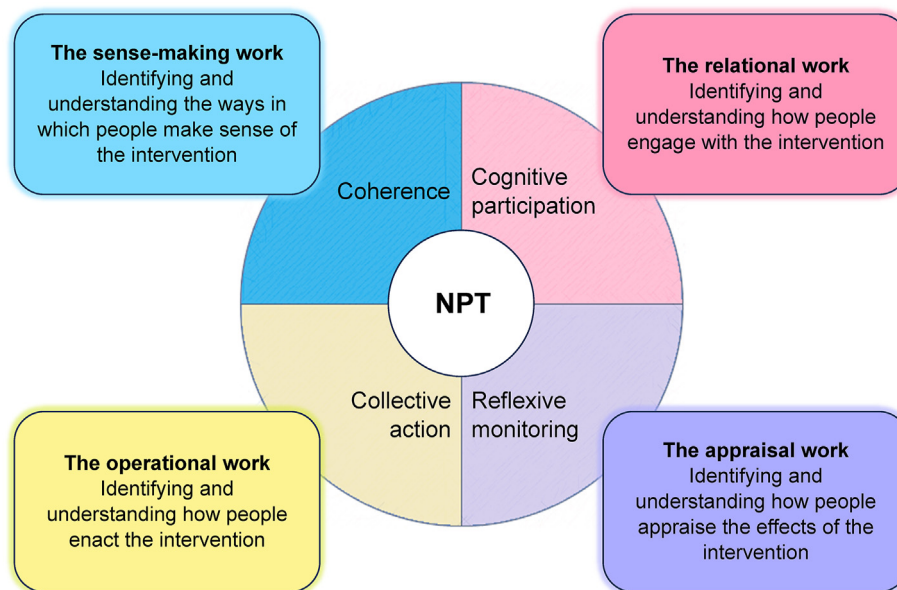 The sense-making work
Identifying and
understanding the ways in
which people make sense of
the intervention
The relational work
Identifying and
understanding how people
engage with the intervention
Coherence
Cognitive
participation
NPT
Collective
action
Reflexive
monitoring
The operational work
Identifying and
understanding how people
enact the intervention
The appraisal work
Identifying and
understanding how people
appraise the effects of the
intervention